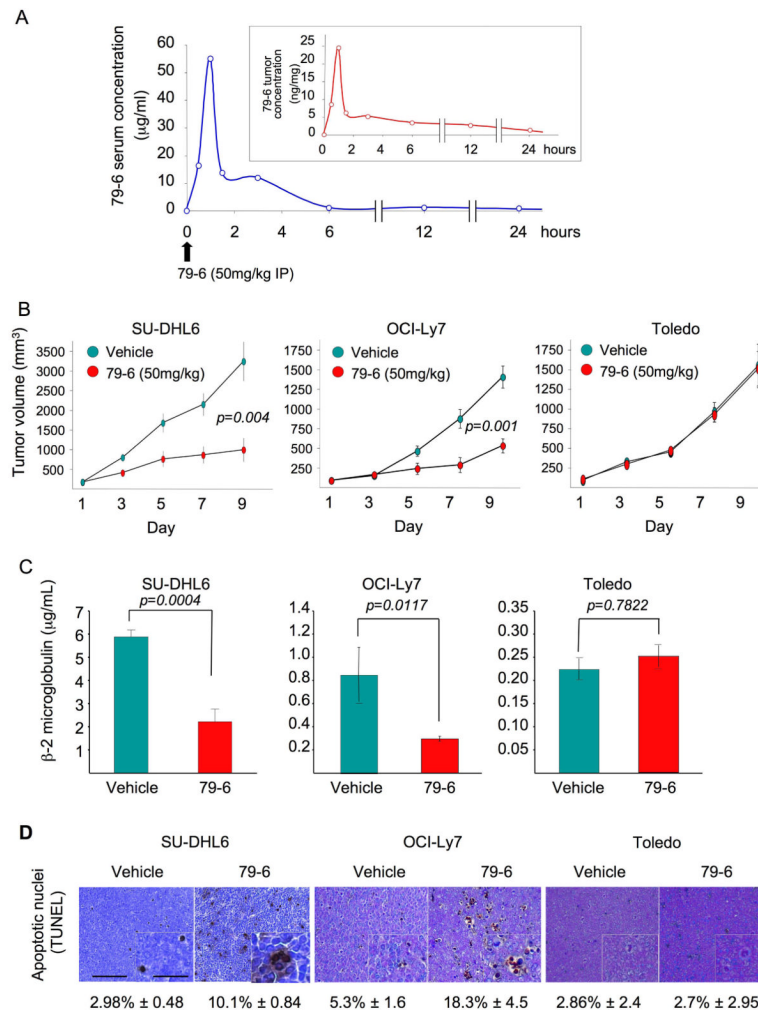 A
79-6 serum concentration
(μg/ml)
60
50
40
30
20
10
0
0 2 4 6 12 24 hours
79-6 (50mg/kg IP)
79-6 tumor
concentration
(ng/mg)
25
20
15
10
5
0
0 2 4 6 12 24 hours
B
SU-DHL6
Tumor volume (mm³)
3500
3000
2500
2000
1500
1000
500
Vehicle
79-6 (50mg/kg)
p=0.004
1 3 5 7 9
Day
OCI-Ly7
1750
1500
1250
1000
750
500
250
Vehicle
79-6 (50mg/kg)
p=0.001
1 3 5 7 9
Day
Toledo
1750
1500
1250
1000
750
500
250
Vehicle
79-6 (50mg/kg)
1 3 5 7 9
Day
C
SU-DHL6
p=0.0004
β-2 microglobulin (μg/mL)
7
6
5
4
3
2
1
Vehicle 79-6
OCI-Ly7
p=0.0117
1.4
1.2
1.0
0.8
0.6
0.4
0.2
Vehicle 79-6
Toledo
p=0.7822
0.35
0.30
0.25
0.20
0.15
0.10
0.05
Vehicle 79-6
D
SU-DHL6 OCI-Ly7 Toledo
Vehicle 79-6 Vehicle 79-6 Vehicle 79-6
Apoptotic nuclei
(TUNEL)
2.98% ± 0.48 10.1% ± 0.84 5.3% ± 1.6 18.3% ± 4.5 2.86% ± 2.4 2.7% ± 2.95